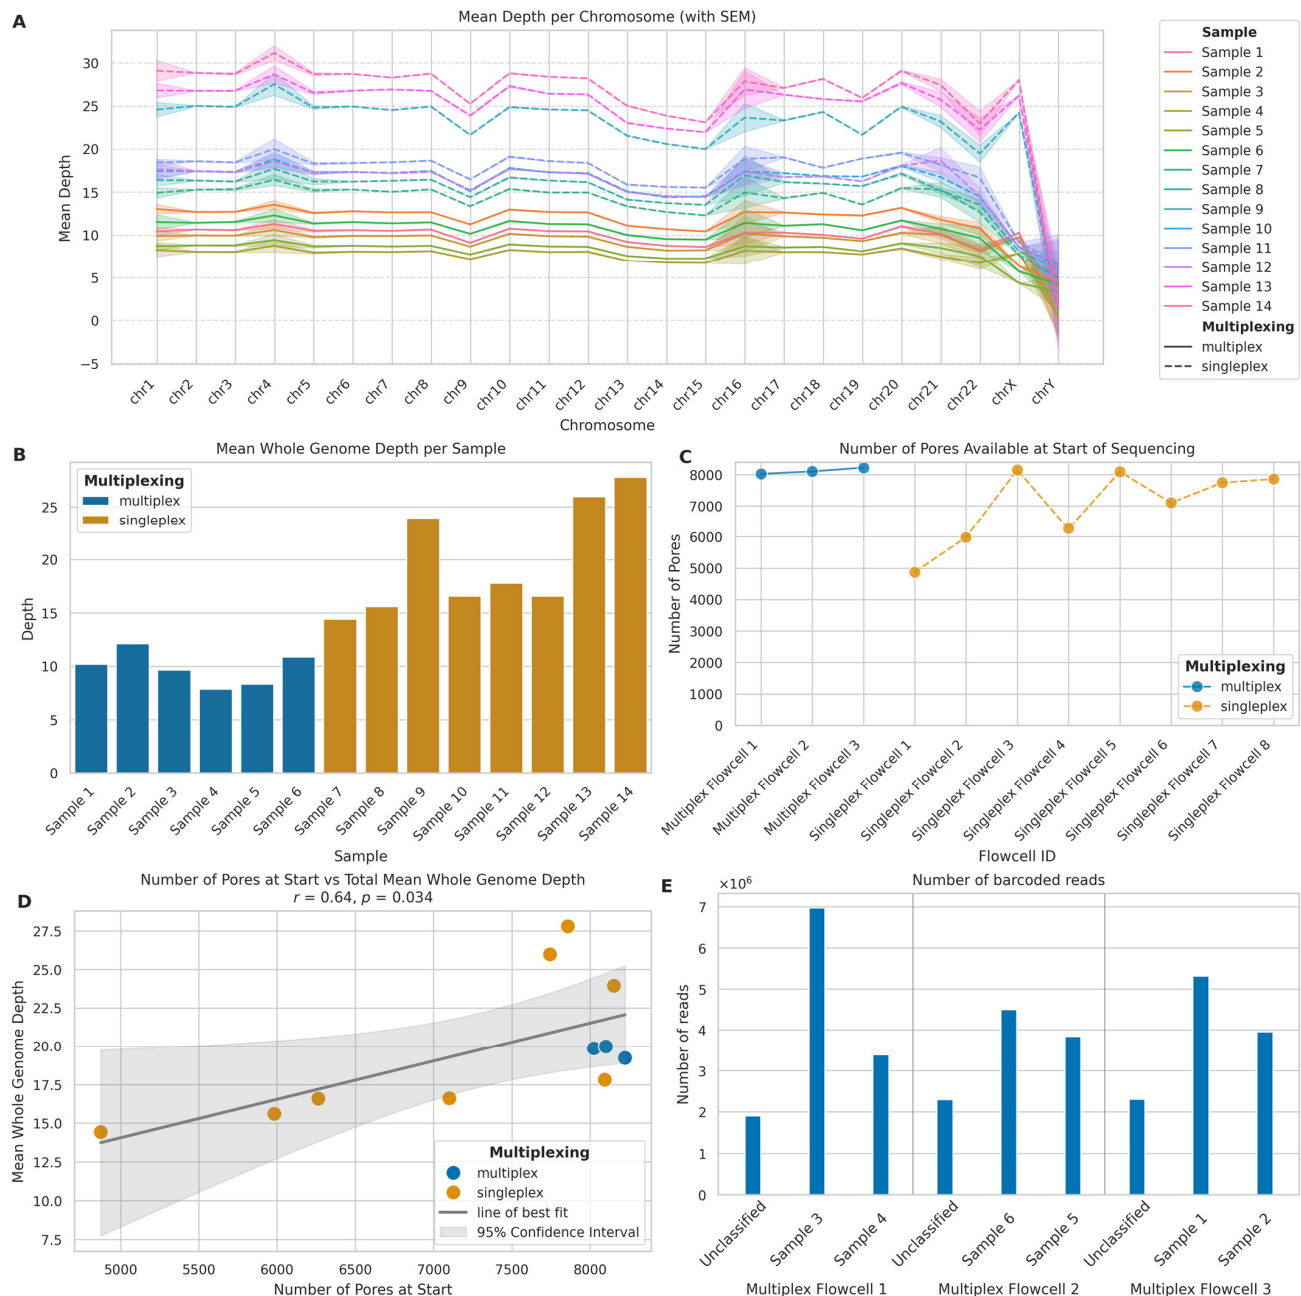 A
Mean Depth per Chromosome (with SEM)
Mean Depth
30
25
20
15
10
5
0
−5
chr1
chr2
chr3
chr4
chr5
chr6
chr7
chr8
chr9
chr10
chr11
chr12
chr13
chr14
chr15
chr16
chr17
chr18
chr19
chr20
chr21
chr22
chrX
chrY
Chromosome
Sample
Sample 1
Sample 2
Sample 3
Sample 4
Sample 5
Sample 6
Sample 7
Sample 8
Sample 9
Sample 10
Sample 11
Sample 12
Sample 13
Sample 14
Multiplexing
multiplex
singleplex
B
Mean Whole Genome Depth per Sample
Multiplexing
multiplex
singleplex
Depth
25
20
15
10
5
0
Sample 1
Sample 2
Sample 3
Sample 4
Sample 5
Sample 6
Sample 7
Sample 8
Sample 9
Sample 10
Sample 11
Sample 12
Sample 13
Sample 14
Sample
C
Number of Pores Available at Start of Sequencing
Number of Pores
8000
7000
6000
5000
4000
3000
2000
1000
0
Multiplexing
multiplex
singleplex
Multiplex Flowcell 1
Multiplex Flowcell 2
Multiplex Flowcell 3
Singleplex Flowcell 1
Singleplex Flowcell 2
Singleplex Flowcell 3
Singleplex Flowcell 4
Singleplex Flowcell 5
Singleplex Flowcell 6
Singleplex Flowcell 7
Singleplex Flowcell 8
Flowcell ID
D
Number of Pores at Start vs Total Mean Whole Genome Depth
r = 0.64, p = 0.034
Mean Whole Genome Depth
27.5
25.0
22.5
20.0
17.5
15.0
12.5
10.0
7.5
Multiplexing
multiplex
singleplex
line of best fit
95% Confidence Interval
5000
5500
6000
6500
7000
7500
8000
Number of Pores at Start
E
×10⁶
Number of barcoded reads
Number of reads
7
6
5
4
3
2
1
0
Unclassified
Sample 3
Sample 4
Unclassified
Sample 6
Sample 5
Unclassified
Sample 1
Sample 2
Multiplex Flowcell 1
Multiplex Flowcell 2
Multiplex Flowcell 3